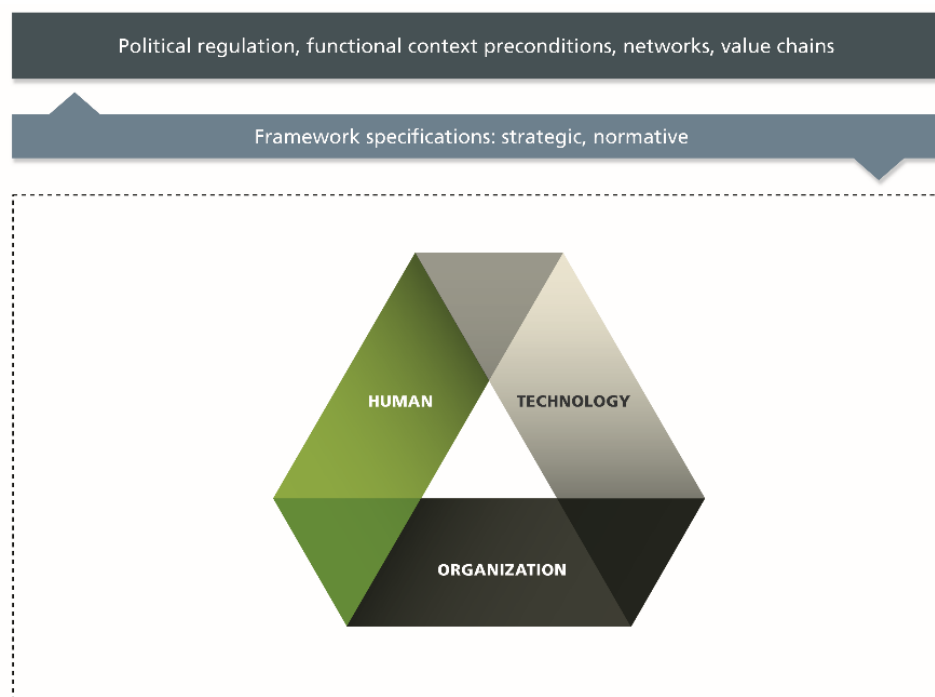 Political regulation, functional context preconditions, networks, value chains
Framework specifications: strategic, normative
HUMAN
TECHNOLOGY
ORGANIZATION